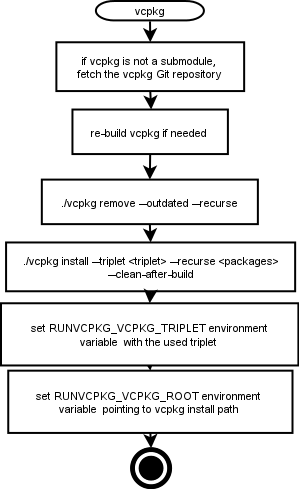 vcpkg
if vcpkg is not a submodule,
fetch the vcpkg Git repository
re-build vcpkg if needed
./vcpkg remove --outdated --recurse
./vcpkg install --triplet <triplet> --recurse <packages>
--clean-after-build
set RUNVCPKG_VCPKG_TRIPLET environment
variable  with the used triplet
set RUNVCPKG_VCPKG_ROOT environment
variable  pointing to vcpkg install path